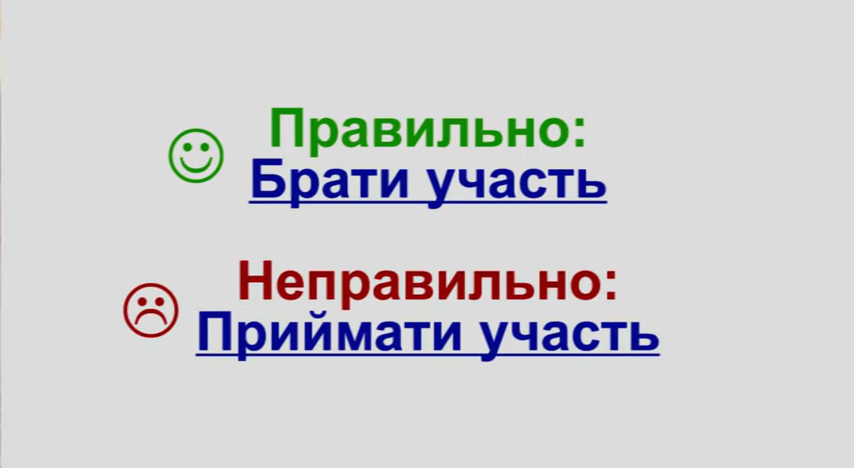 Правильно:
Брати участь
Неправильно:
Приймати участь